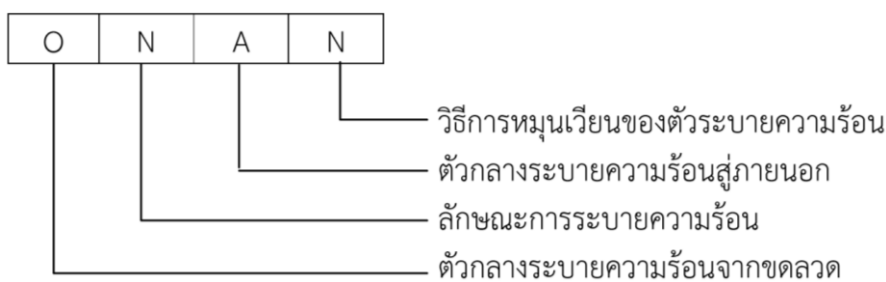 O N A N
วิธีการหมุนเวียนของตัวระบายความร้อน
ตัวกลางระบายความร้อนสู่ภายนอก
ลักษณะการระบายความร้อน
ตัวกลางระบายความร้อนจากขดลวด